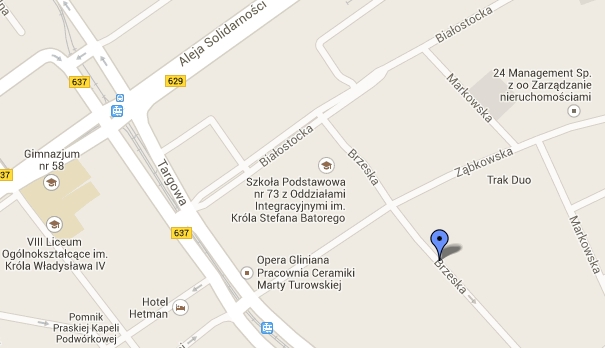 Białostocka
Aleja Solidarności
637
629
24 Management Sp.
z oo Zarządzanie
nieruchomościami
Markowska
Białostocka
Gimnazjum
nr 58
37
Targowa
Brzeska
Ząbkowska
Szkoła Podstawowa
nr 73 z Oddziałami
Integracyjnymi im.
Króla Stefana Batorego
Trak Duo
Markowska
637
VIII Liceum
Ogólnokształcące im.
Króla Władysława IV
Opera Gliniana
Pracownia Ceramiki
Marty Turowskiej
Brzeska
Hotel
Hetman
Pomnik
Praskiej Kapeli
Podwórkowej